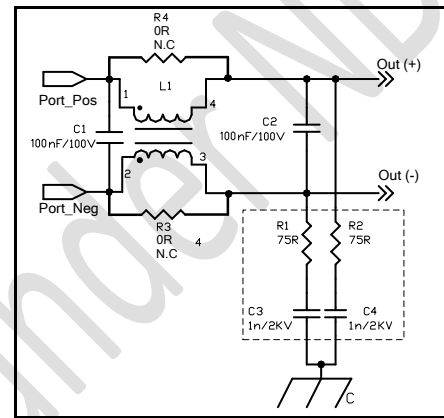 R4
0R
N.C
Out (+)
Port_Pos
1
L1
4
C1
100nF/100V
C2
100nF/100V
2
3
Out (-)
Port_Neg
R3
0R
N.C
4
R1
75R
R2
75R
C3
1n/2KV
C4
1n/2KV
C